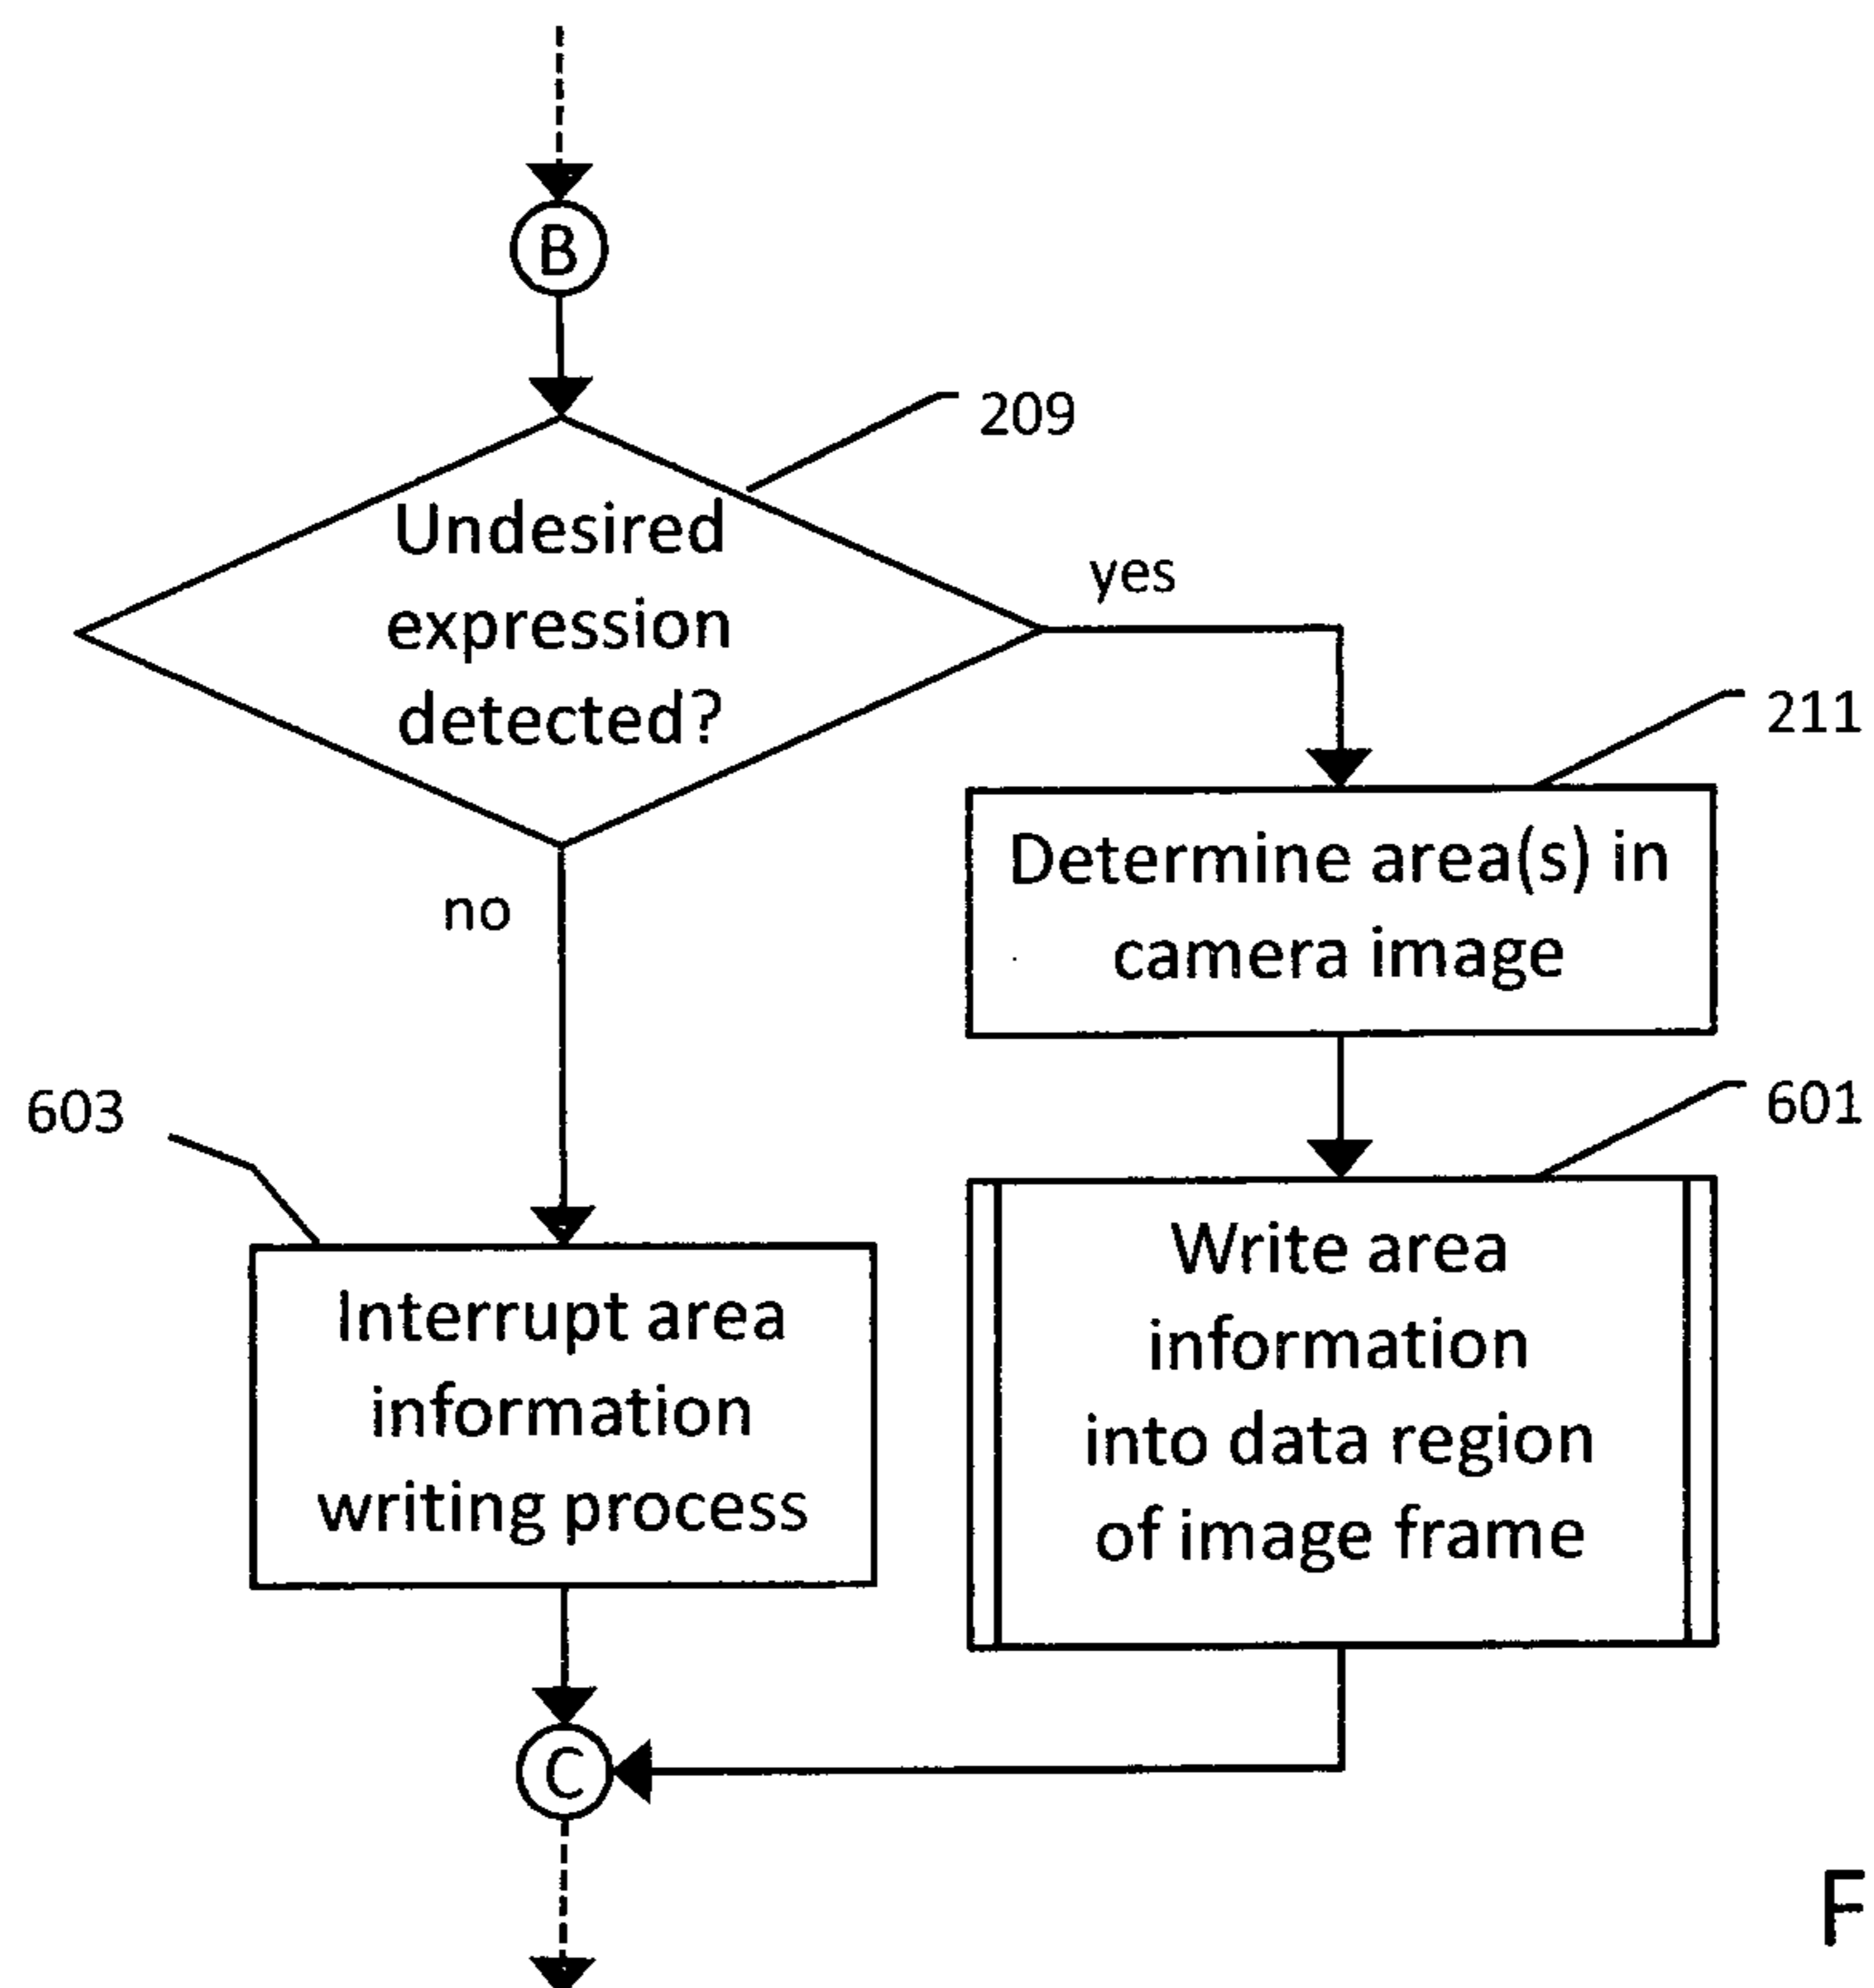 B
209
Undesired
expression
detected?
yes
no
211
Determine area(s) in
camera image
603
601
Interrupt area
information
writing process
Write area
information
into data region
of image frame
C
F